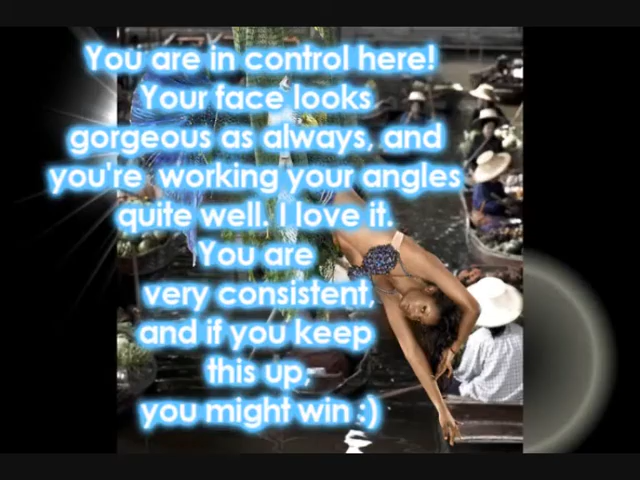 You are in control here!
Your face looks
gorgeous as always, and
you're working your angles
quite well. I love it.
You are
very consistent,
and if you keep
this up,
you might win :)